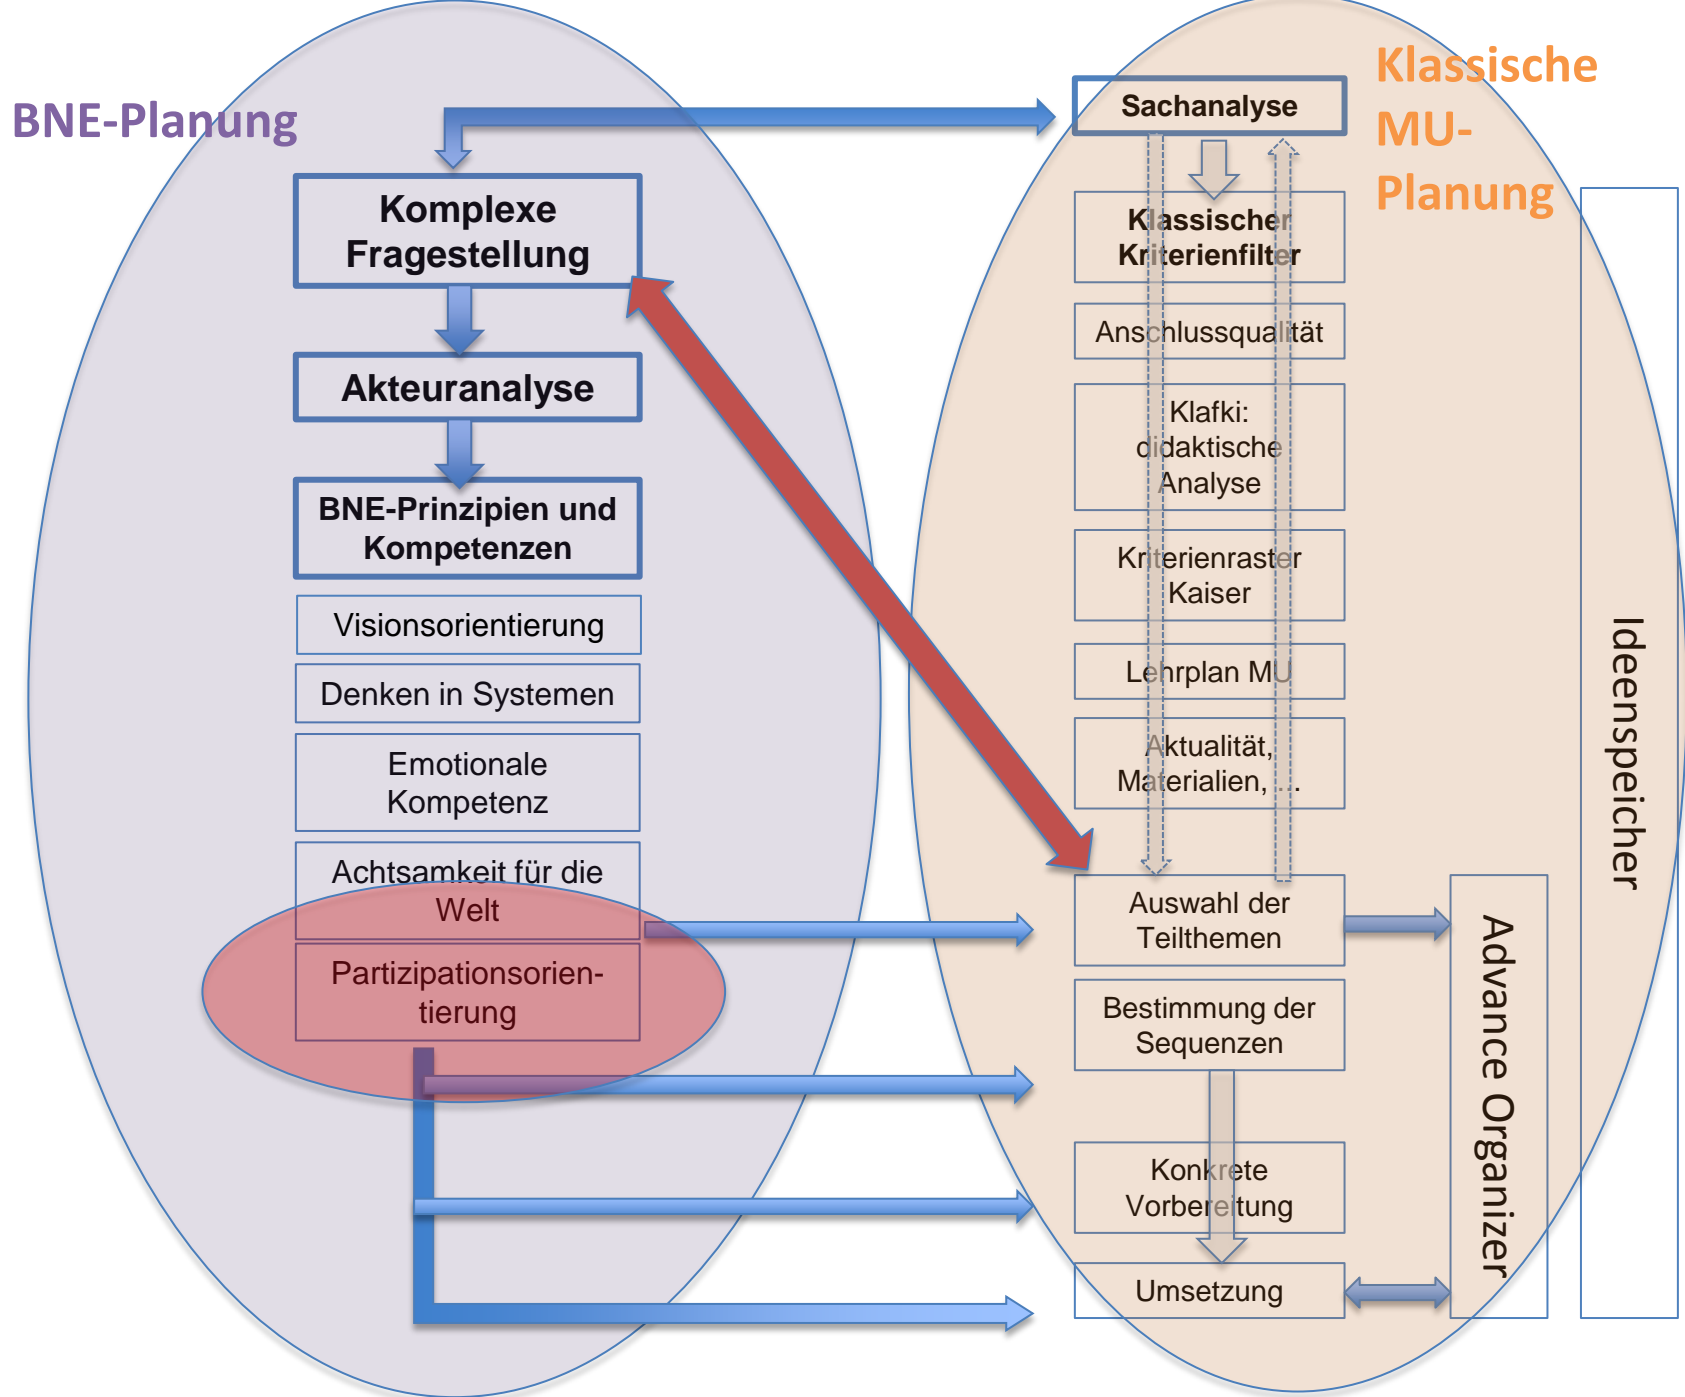 BNE-Planung
Komplexe
Fragestellung
Akteuranalyse
BNE-Prinzipien und
Kompetenzen
Visionsorientierung
Denken in Systemen
Emotionale
Kompetenz
Achtsamkeit für die
Welt
Partizipationsorien-
tierung
Klassische
MU-
Planung
Sachanalyse
Klassischer
Kriterienfilter
Anschlussqualität
Klafki:
didaktische
Analyse
Kriterienraster
Kaiser
Lehrplan MU
Aktualität,
Materialien, ...
Auswahl der
Teilthemen
Bestimmung der
Sequenzen
Konkrete
Vorbereitung
Umsetzung
Advance Organizer
Ideenspeicher